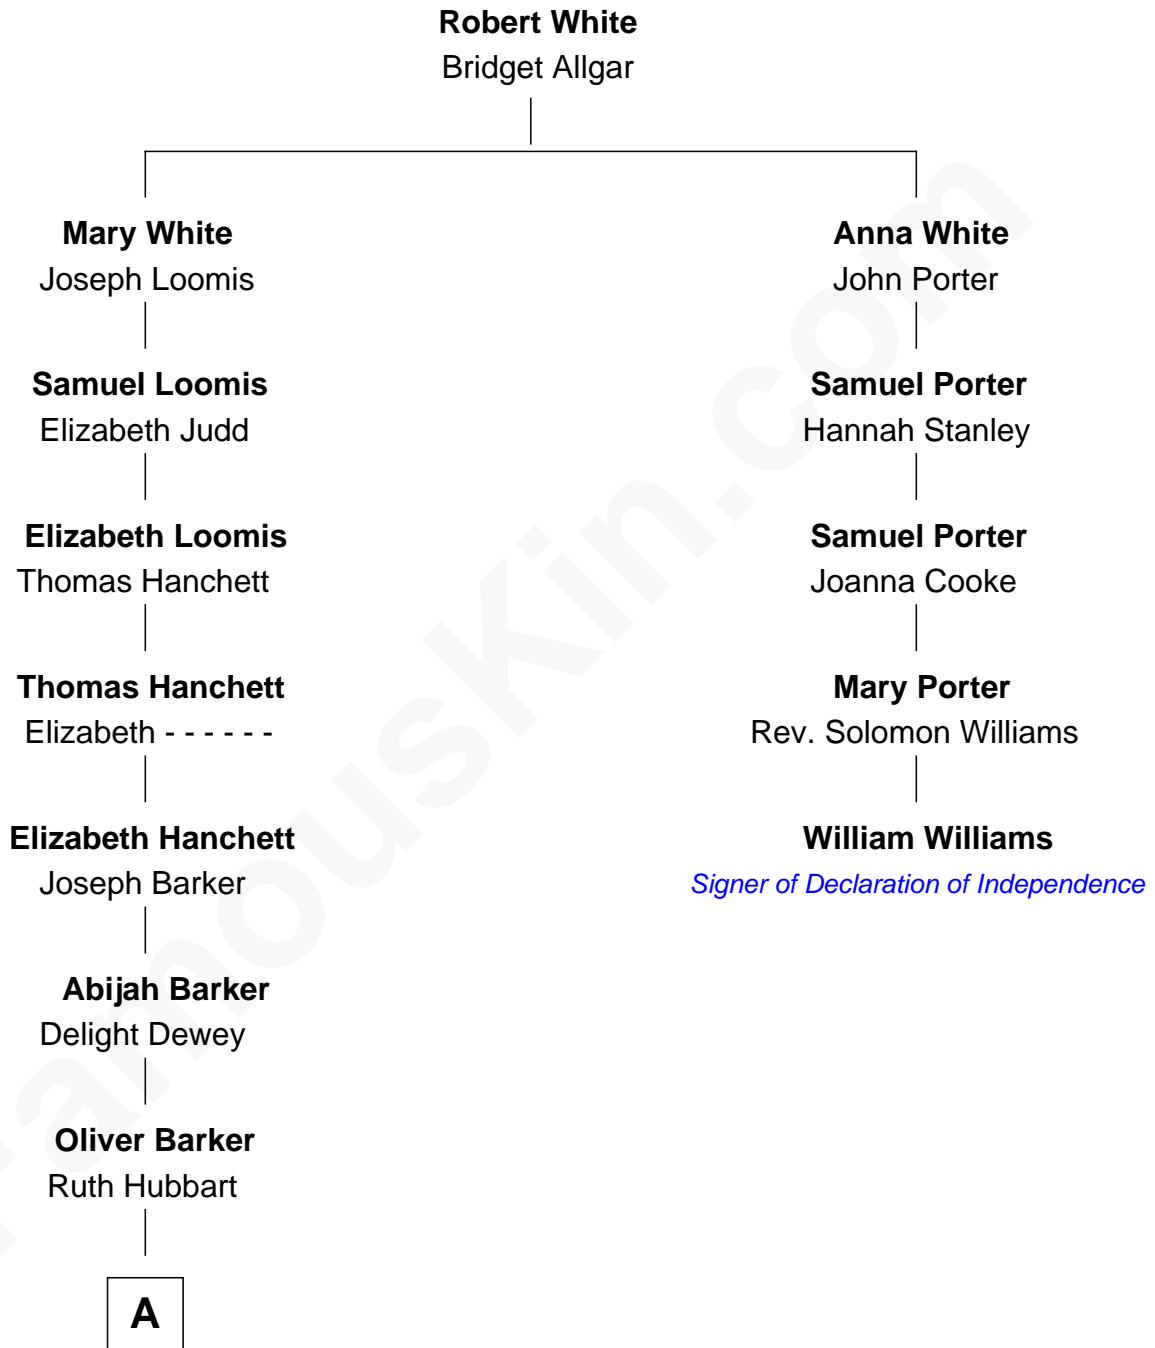 Robert White
Bridget Allgar
Mary White
Joseph Loomis
Anna White
John Porter
Samuel Loomis
Elizabeth Judd
Samuel Porter
Hannah Stanley
Elizabeth Loomis
Thomas Hanchett
Samuel Porter
Joanna Cooke
Thomas Hanchett
Elizabeth - - - - - -
Mary Porter
Rev. Solomon Williams
Elizabeth Hanchett
Joseph Barker
William Williams
Signer of Declaration of Independence
Abijah Barker
Delight Dewey
Oliver Barker
Ruth Hubbart
A
FamousKin.com